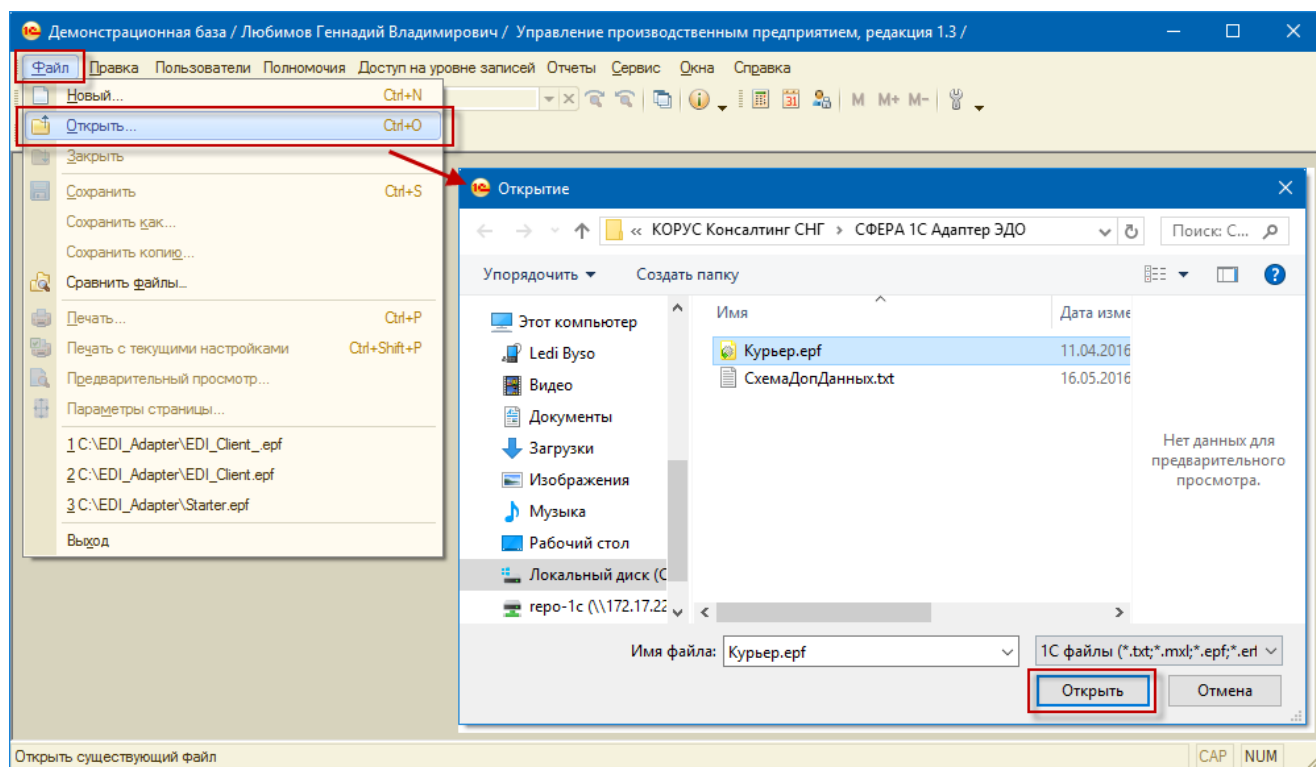 Демонстрационная база / Любимов Геннадий Владимирович / Управление производственным предприятием, редакция 1.3 /
Файл Правка Пользователи Полномочия Доступ на уровне записей Отчеты Сервис Окна Справка
Новый... Ctrl+N
M M+ M-
Открыть... Ctrl+O
Закрыть
Сохранить Ctrl+S
Сохранить как...
Сохранить копию...
Сравнить файлы...
Печать... Ctrl+P
Печать с текущими настройками Ctrl+Shift+P
Предварительный просмотр...
Параметры страницы...
1 C:\EDI_Adapter\EDI_Client_.epf
2 C:\EDI_Adapter\EDI_Client.epf
3 C:\EDI_Adapter\Starter.epf
Выход
Открытие
« КОРУС Консалтинг СНГ › СФЕРА 1С Адаптер ЭДО
Поиск: С...
Упорядочить Создать папку
Этот компьютер
Ledi Byso
Видео
Документы
Загрузки
Изображения
Музыка
Рабочий стол
Локальный диск (C
repo-1c (\\172.17.22
Имя Дата изме
Курьер.epf 11.04.2016
СхемаДопДанных.txt 16.05.2016
Нет данных для
предварительного
просмотра.
Имя файла: Курьер.epf 1С файлы (*.txt;*.mxl;*.epf;*.erf
Открыть Отмена
Открыть существующий файл CAP NUM